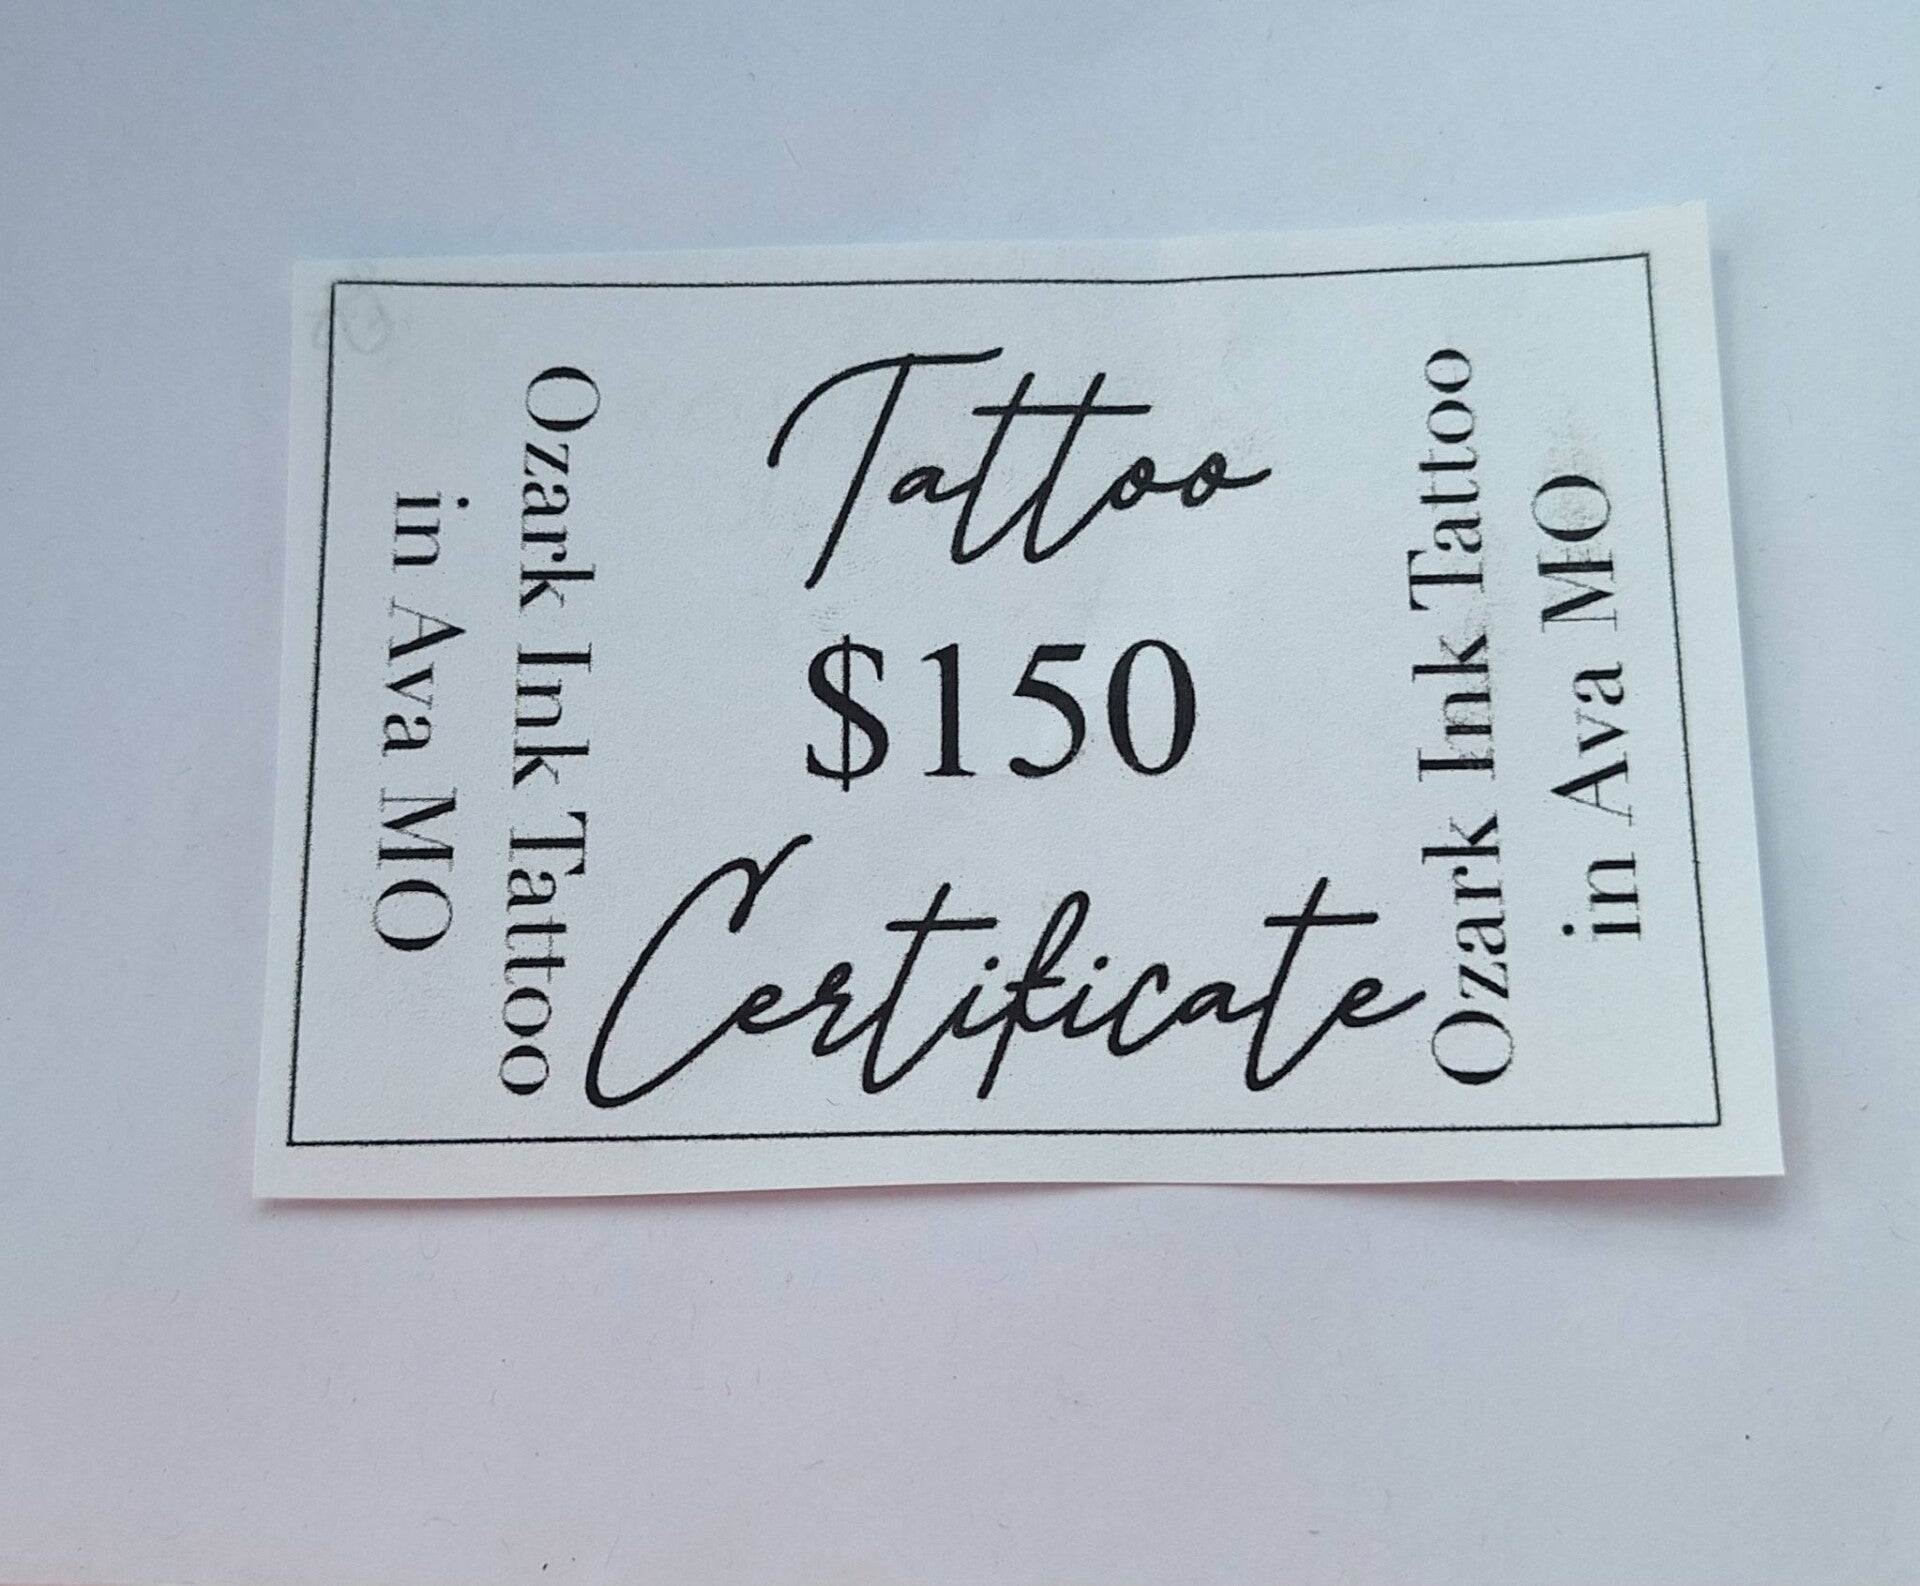 Ozark Ink Tattoo
in Ava MO
Tattoo
$150
Certificate
Ozark Ink Tattoo
in Ava MO